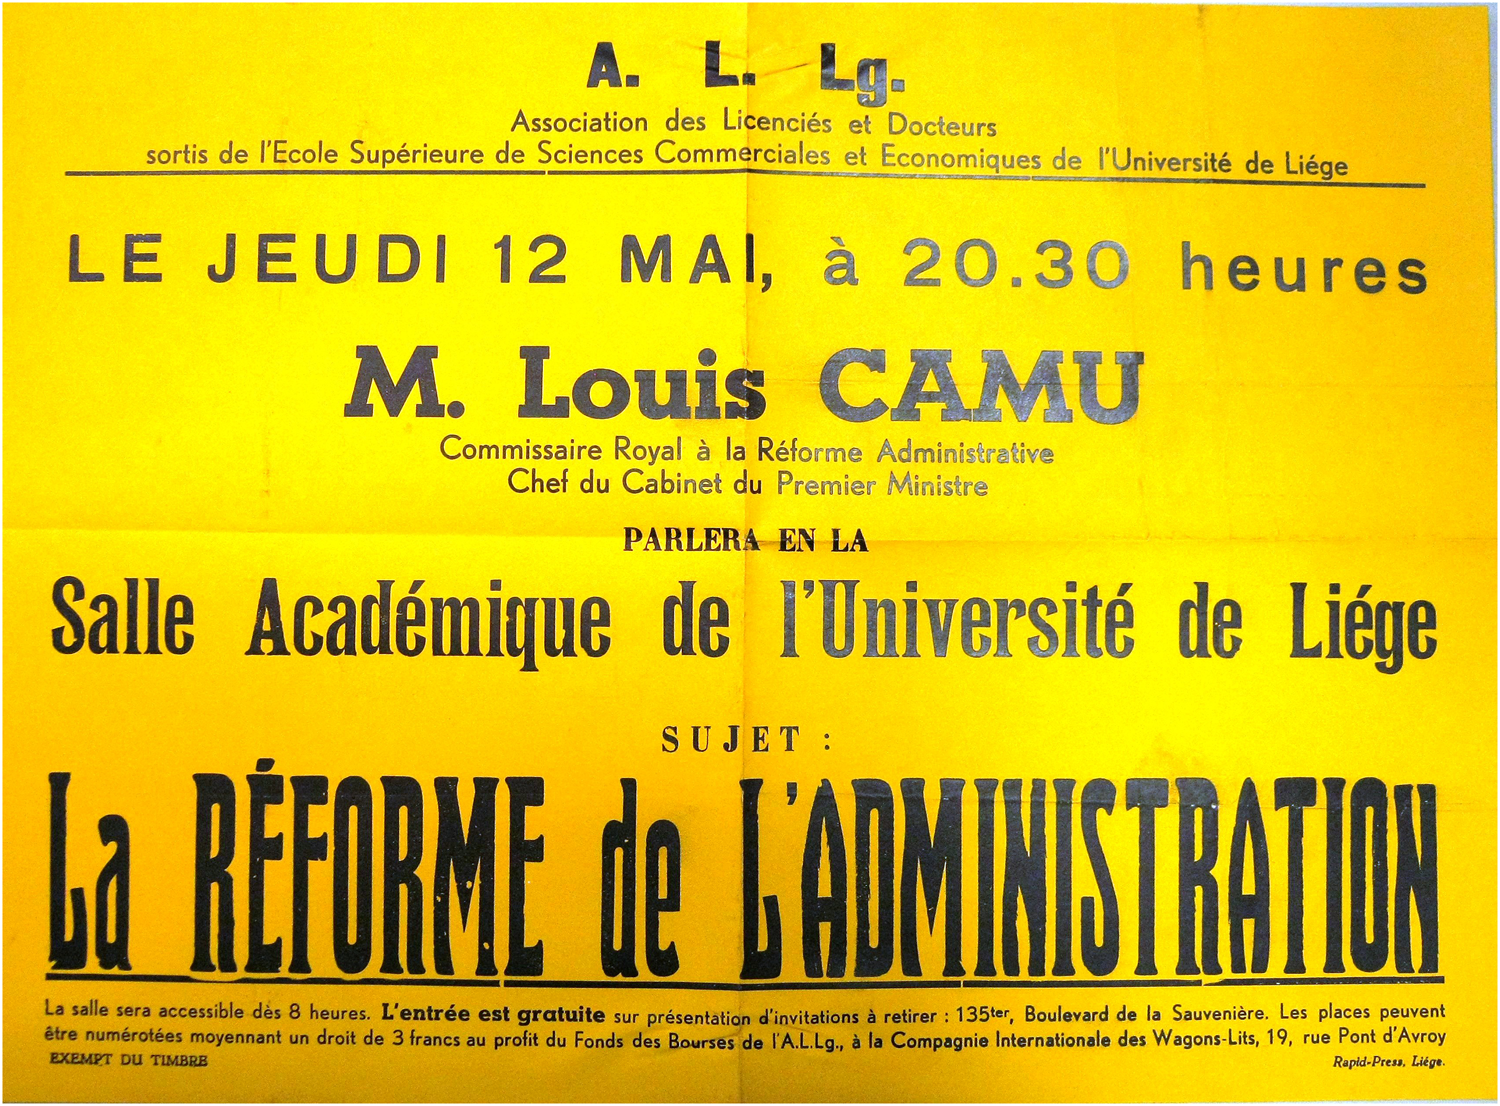 A. L. Lg.
Association des Licenciés et Docteurs
sortis de l'Ecole Supérieure de Sciences Commerciales et Economiques de l'Université de Liége
LE JEUDI 12 MAI, à 20.30 heures
M. Louis CAMU
Commissaire Royal à la Réforme Administrative
Chef du Cabinet du Premier Ministre
PARLERA EN LA
Salle Académique de l'Université de Liége
SUJET :
La RÉFORME de L'ADMINISTRATION
La salle sera accessible dès 8 heures. L'entrée est gratuite sur présentation d'invitations à retirer : 135ter, Boulevard de la Sauvenière. Les places peuvent
être numérotées moyennant un droit de 3 francs au profit du Fonds des Bourses de l'A.L.Lg., à la Compagnie Internationale des Wagons-Lits, 19, rue Pont d'Avroy
EXEMPT DU TIMBRE
Rapid-Press, Liége.